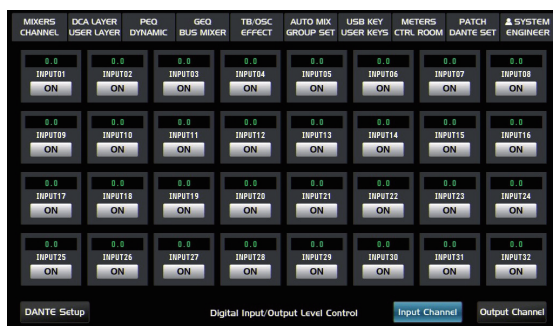 MIXERS DCA LAYER PEQ GEQ TB/OSC AUTO MIX USB KEY METERS PATCH SYSTEM
CHANNEL USER LAYER DYNAMIC BUS MIXER EFFECT GROUP SET USER KEYS CTRL ROOM DANTE SET ENGINEER
0.0 0.0 0.0 0.0 0.0 0.0 0.0 0.0
INPUT01 INPUT02 INPUT03 INPUT04 INPUT05 INPUT06 INPUT07 INPUT08
ON ON ON ON ON ON ON ON
0.0 0.0 0.0 0.0 0.0 0.0 0.0 0.0
INPUT09 INPUT10 INPUT11 INPUT12 INPUT13 INPUT14 INPUT15 INPUT16
ON ON ON ON ON ON ON ON
0.0 0.0 0.0 0.0 0.0 0.0 0.0 0.0
INPUT17 INPUT18 INPUT19 INPUT20 INPUT21 INPUT22 INPUT23 INPUT24
ON ON ON ON ON ON ON ON
0.0 0.0 0.0 0.0 0.0 0.0 0.0 0.0
INPUT25 INPUT26 INPUT27 INPUT28 INPUT29 INPUT30 INPUT31 INPUT32
ON ON ON ON ON ON ON ON
DANTE Setup Digital Input/Output Level Control Input Channel Output Channel